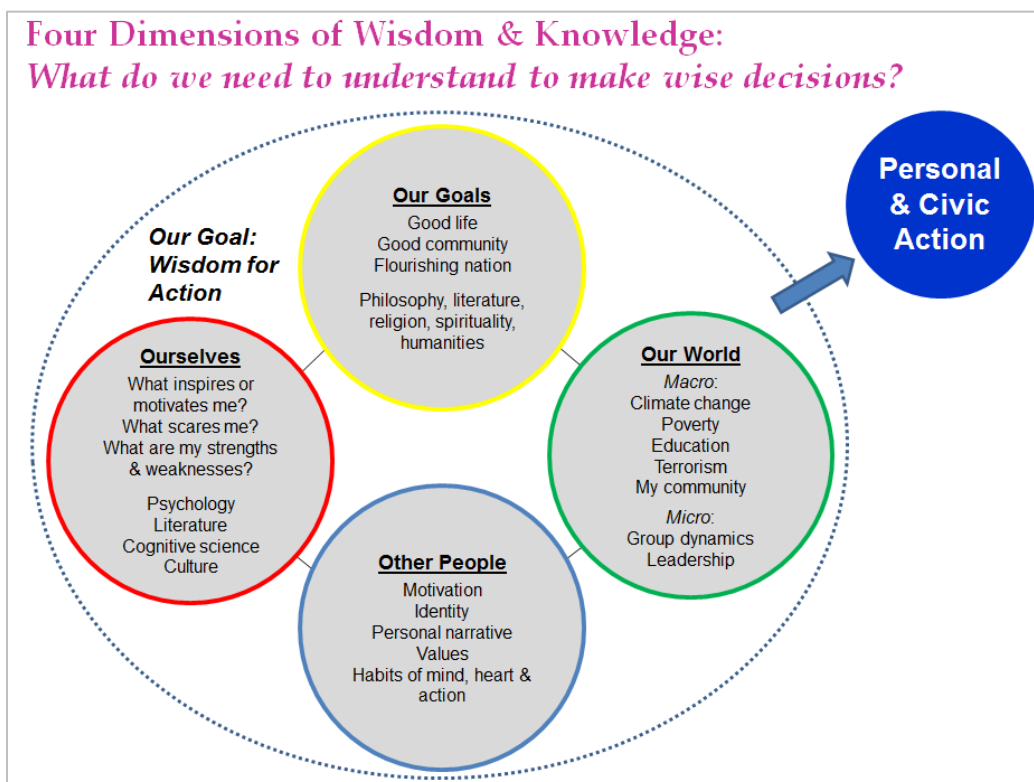 Four Dimensions of Wisdom & Knowledge:
What do we need to understand to make wise decisions?
Personal
& Civic
Action
Our Goal:
Wisdom for
Action
Our Goals
Good life
Good community
Flourishing nation
Philosophy, literature,
religion, spirituality,
humanities
Ourselves
What inspires or
motivates me?
What scares me?
What are my strengths
& weaknesses?
Psychology
Literature
Cognitive science
Culture
Our World
Macro:
Climate change
Poverty
Education
Terrorism
My community
Micro:
Group dynamics
Leadership
Other People
Motivation
Identity
Personal narrative
Values
Habits of mind, heart &
action